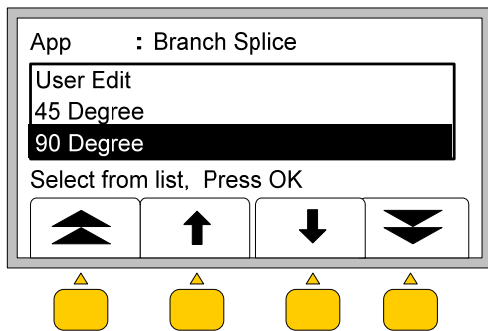 App : Branch Splice
User Edit
45 Degree
90 Degree
Select from list, Press OK